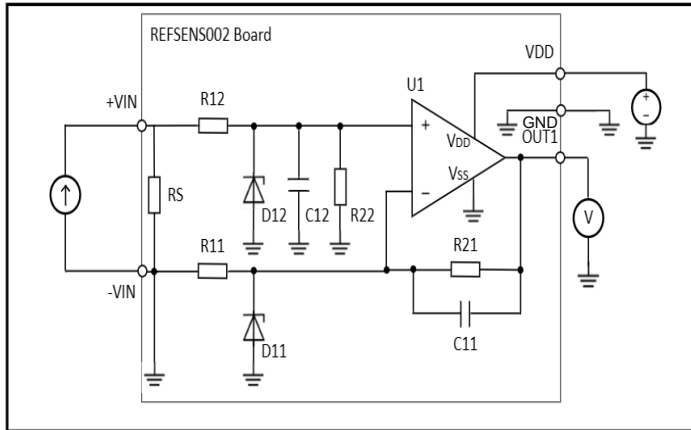 REFSENS002 Board
VDD
U1
+VIN
R12
+
+
−
GND
OUT1
VDD
−
VSS
V
RS
D12
C12
R22
R11
R21
-VIN
C11
D11